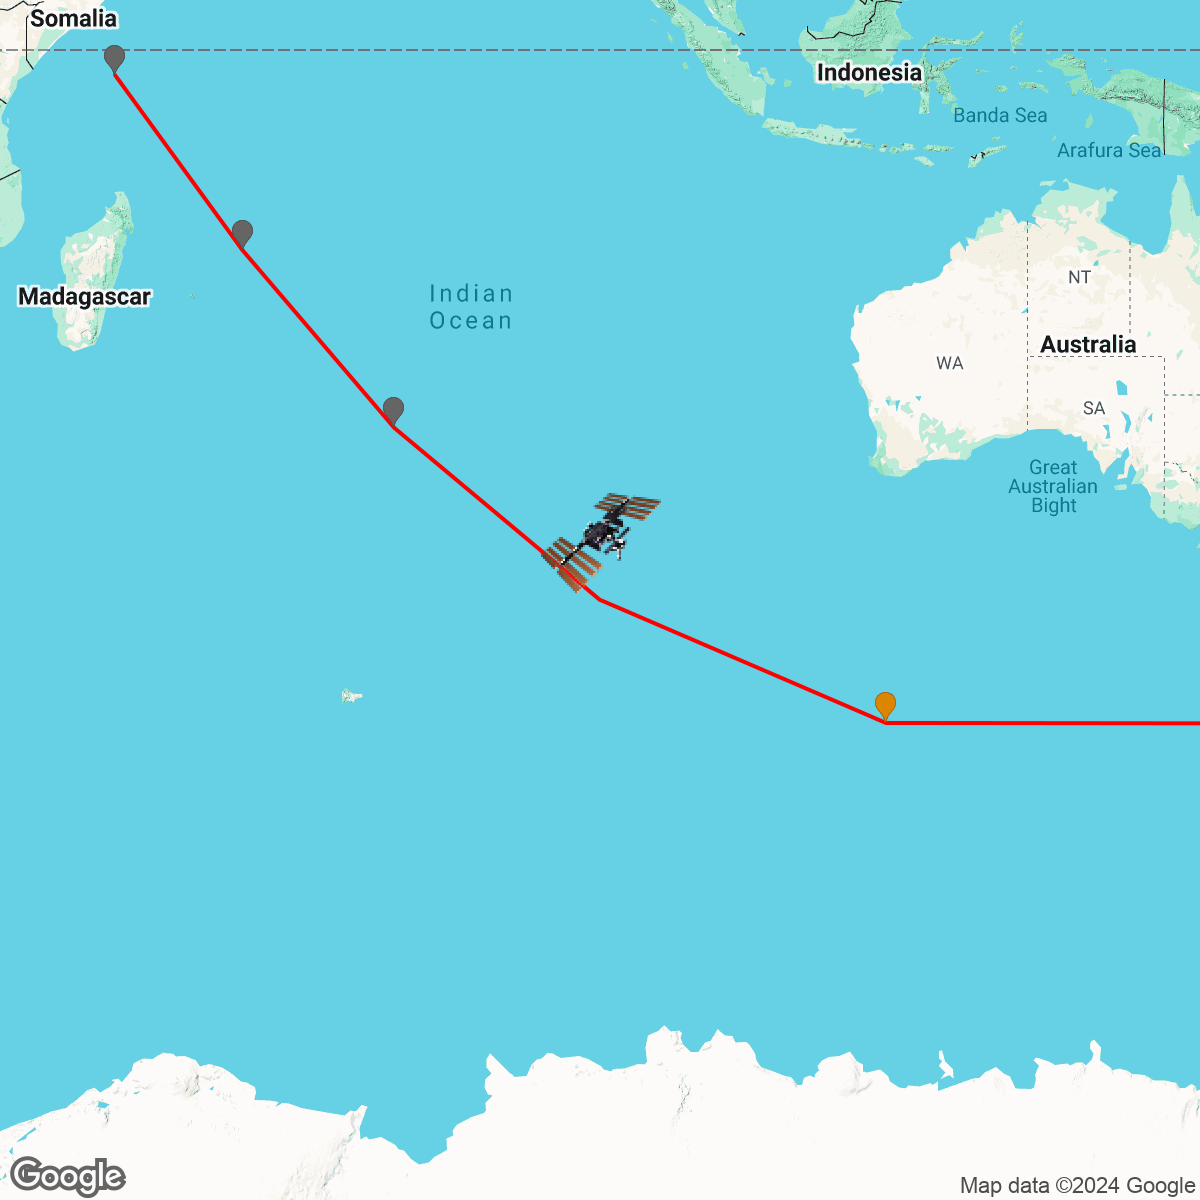 Somalia
Indonesia
Banda Sea
Arafura Sea
Madagascar
Indian
Ocean
NT
Australia
WA
SA
Great
Australian
Bight
Google
Map data ©2024 Google